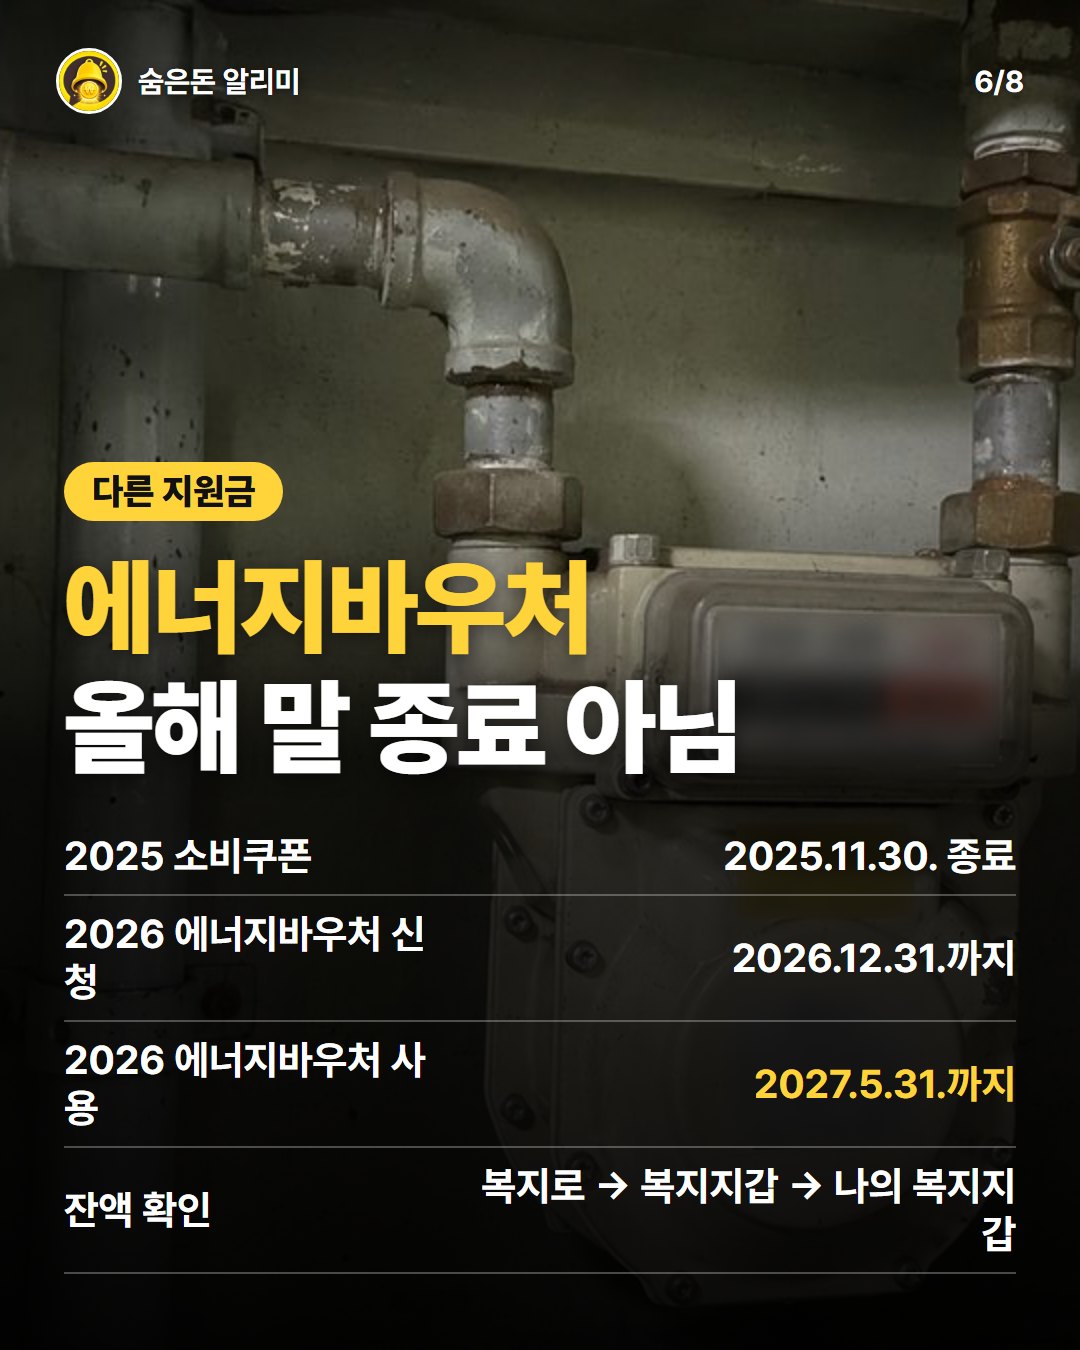 숨은돈 알리미
6/8
다른 지원금
에너지바우처
올해 말 종료 아님
2025 소비쿠폰
2025.11.30. 종료
2026 에너지바우처 신
청
2026.12.31.까지
2026 에너지바우처 사
용
2027.5.31.까지
잔액 확인
복지로 → 복지지갑 → 나의 복지지
갑